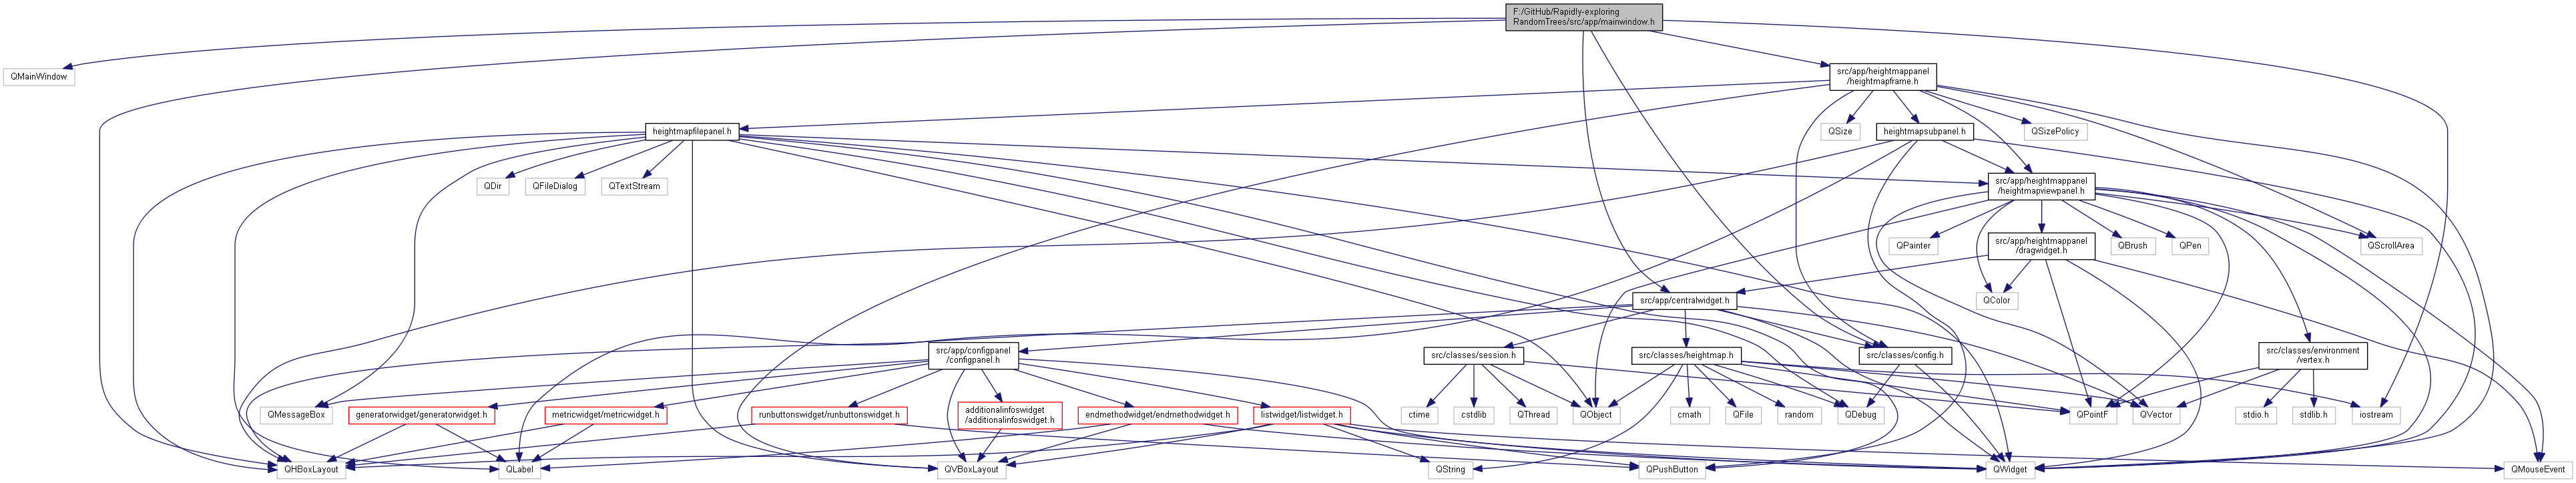 F:/GitHub/Rapidly-exploring
RandomTrees/src/app/mainwindow.h
QMainWindow
src/app/heightmappanel
/heightmapframe.h
heightmapfilepanel.h
QSize
heightmapsubpanel.h
QSizePolicy
QDir
QFileDialog
QTextStream
src/app/heightmappanel
/heightmapviewpanel.h
QPainter
src/app/heightmappanel
/dragwidget.h
QBrush
QPen
QScrollArea
src/app/centralwidget.h
QColor
src/app/configpanel
/configpanel.h
src/classes/session.h
src/classes/heightmap.h
src/classes/config.h
src/classes/environment
/vertex.h
QMessageBox
generatorwidget/generatorwidget.h
metricwidget/metricwidget.h
runbuttonswidget/runbuttonswidget.h
additionalinfoswidget
/additionalinfoswidget.h
endmethodwidget/endmethodwidget.h
listwidget/listwidget.h
ctime
cstdlib
QThread
QObject
cmath
QFile
random
QDebug
QPointF
QVector
stdio.h
stdlib.h
iostream
QHBoxLayout
QLabel
QVBoxLayout
QString
QPushButton
QWidget
QMouseEvent